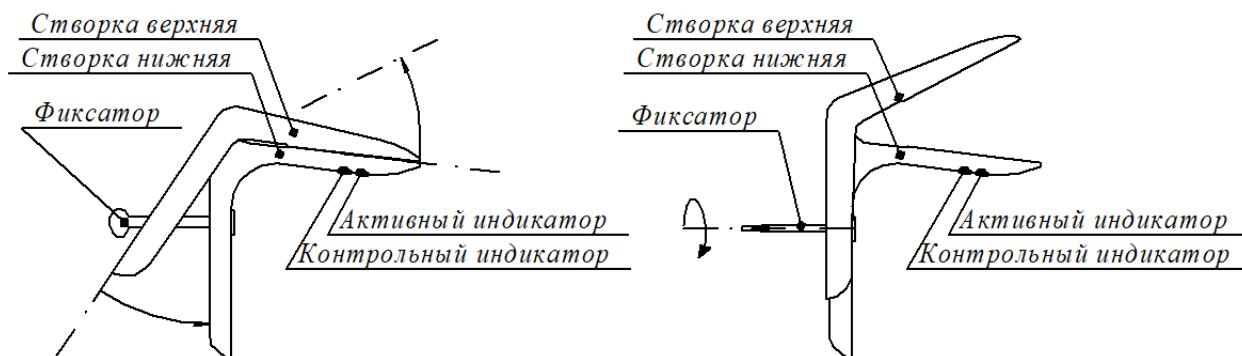 Створка верхняя
Створка нижняя
Фиксатор
Активный индикатор
Контрольный индикатор
Створка верхняя
Створка нижняя
Фиксатор
Активный индикатор
Контрольный индикатор